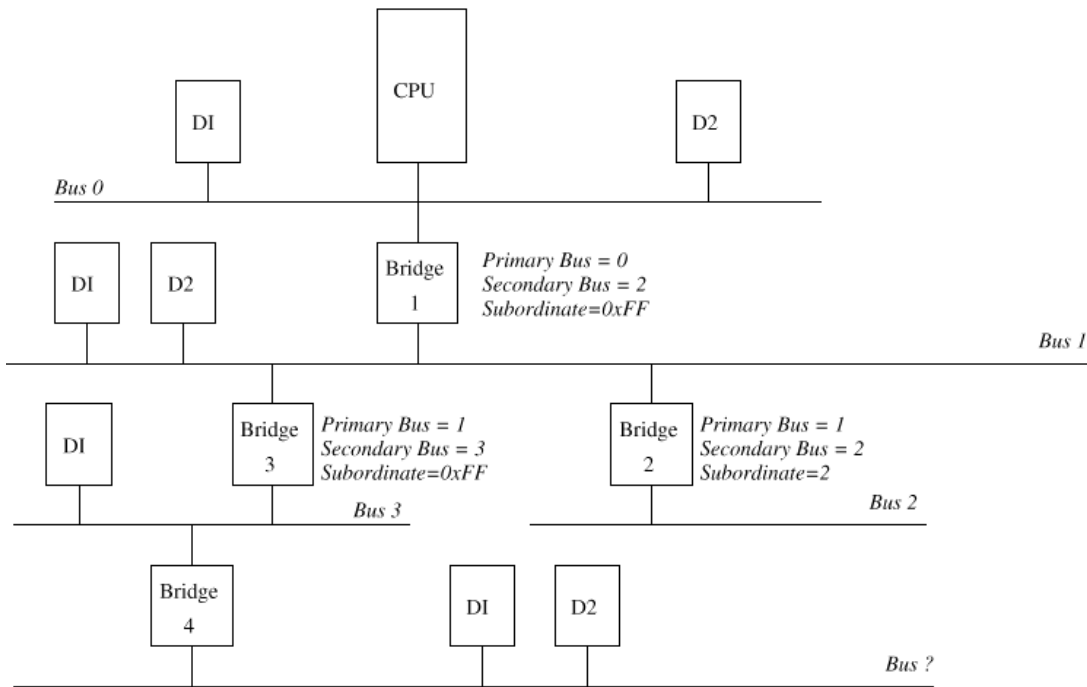 CPU
DI
D2
Bus 0
DI
D2
Bridge
1
Primary Bus = 0
Secondary Bus = 2
Subordinate=0xFF
Bus 1
DI
Bridge
3
Primary Bus = 1
Secondary Bus = 3
Subordinate=0xFF
Bridge
2
Primary Bus = 1
Secondary Bus = 2
Subordinate=2
Bus 3
Bus 2
Bridge
4
DI
D2
Bus ?